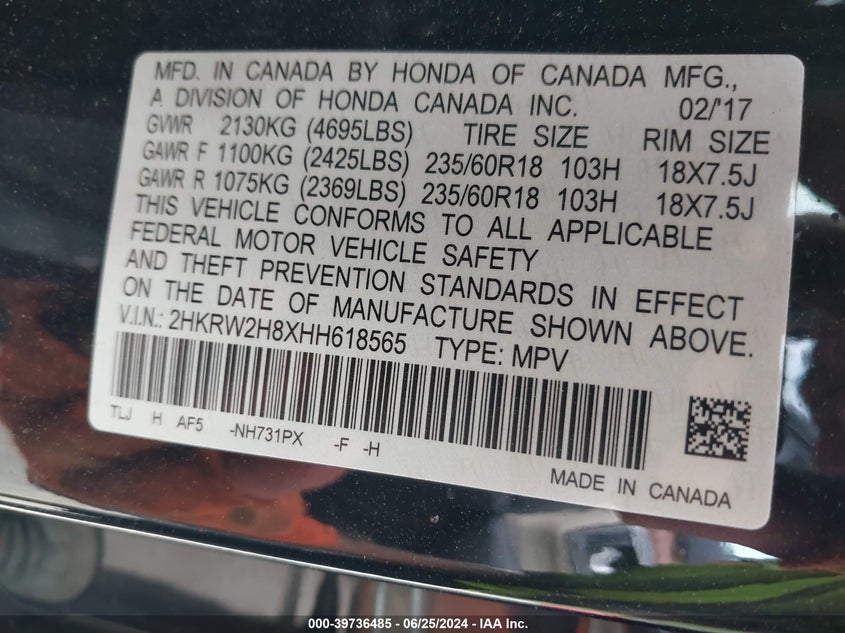 MFD. IN CANADA BY HONDA OF CANADA MFG.,
A DIVISION OF HONDA CANADA INC. 02/'17
GVWR 2130KG (4695LBS) TIRE SIZE RIM SIZE
GAWR F 1100KG (2425LBS) 235/60R18 103H 18X7.5J
GAWR R 1075KG (2369LBS) 235/60R18 103H 18X7.5J
THIS VEHICLE CONFORMS TO ALL APPLICABLE
FEDERAL MOTOR VEHICLE SAFETY
AND THEFT PREVENTION STANDARDS IN EFFECT
ON THE DATE OF MANUFACTURE SHOWN ABOVE.
V.I.N.: 2HKRW2H8XHH618565 TYPE: MPV
TLJ H AF5 -NH731PX -F -H
MADE IN CANADA
000-39736485 - 06/25/2024 - IAA Inc.